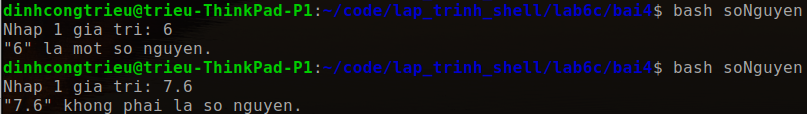 dinhcongtrieu@trieu-ThinkPad-P1:~/code/lap_trinh_shell/lab6c/bai4$ bash soNguyen
Nhap 1 gia tri: 6
"6" la mot so nguyen.
dinhcongtrieu@trieu-ThinkPad-P1:~/code/lap_trinh_shell/lab6c/bai4$ bash soNguyen
Nhap 1 gia tri: 7.6
"7.6" khong phai la so nguyen.